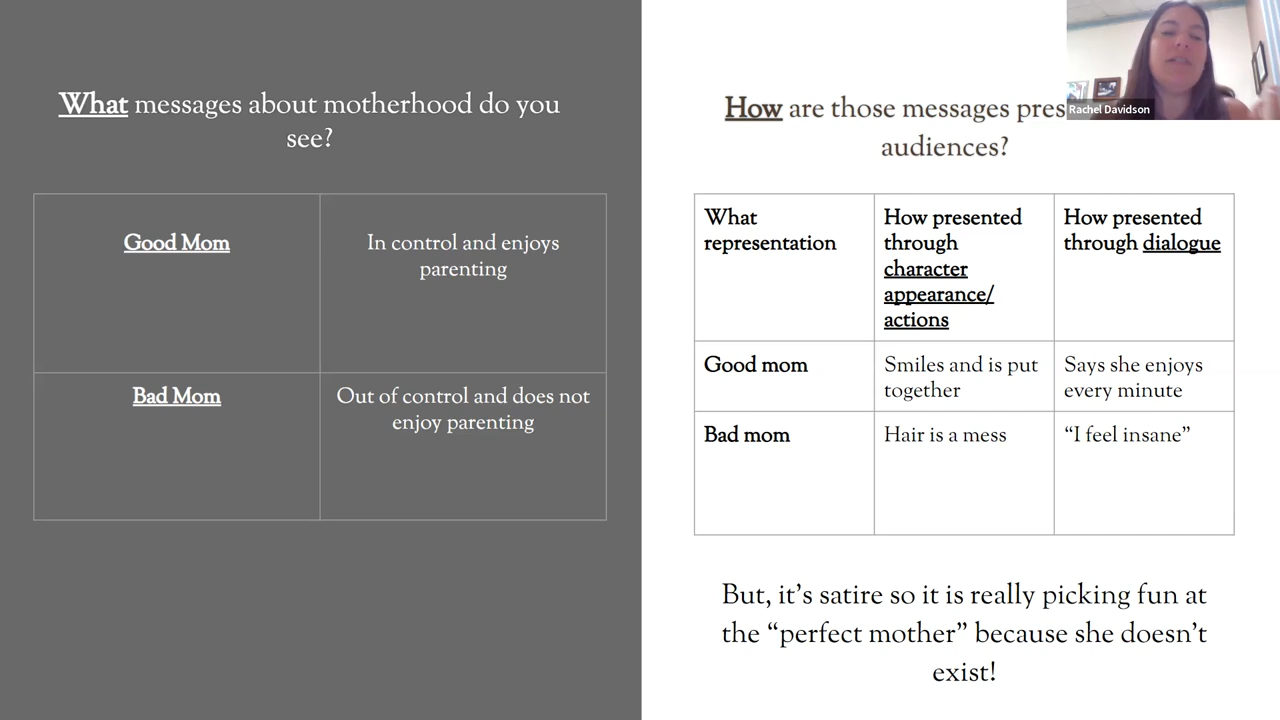 What messages about motherhood do you
see?
Good Mom
In control and enjoys
parenting
Bad Mom
Out of control and does not
enjoy parenting
How are those messages pres
audiences?
Rachel Davidson
What
representation
How presented
through
character
appearance/
actions
How presented
through dialogue
Good mom
Smiles and is put
together
Says she enjoys
every minute
Bad mom
Hair is a mess
“I feel insane”
But, it’s satire so it is really picking fun at
the “perfect mother” because she doesn’t
exist!